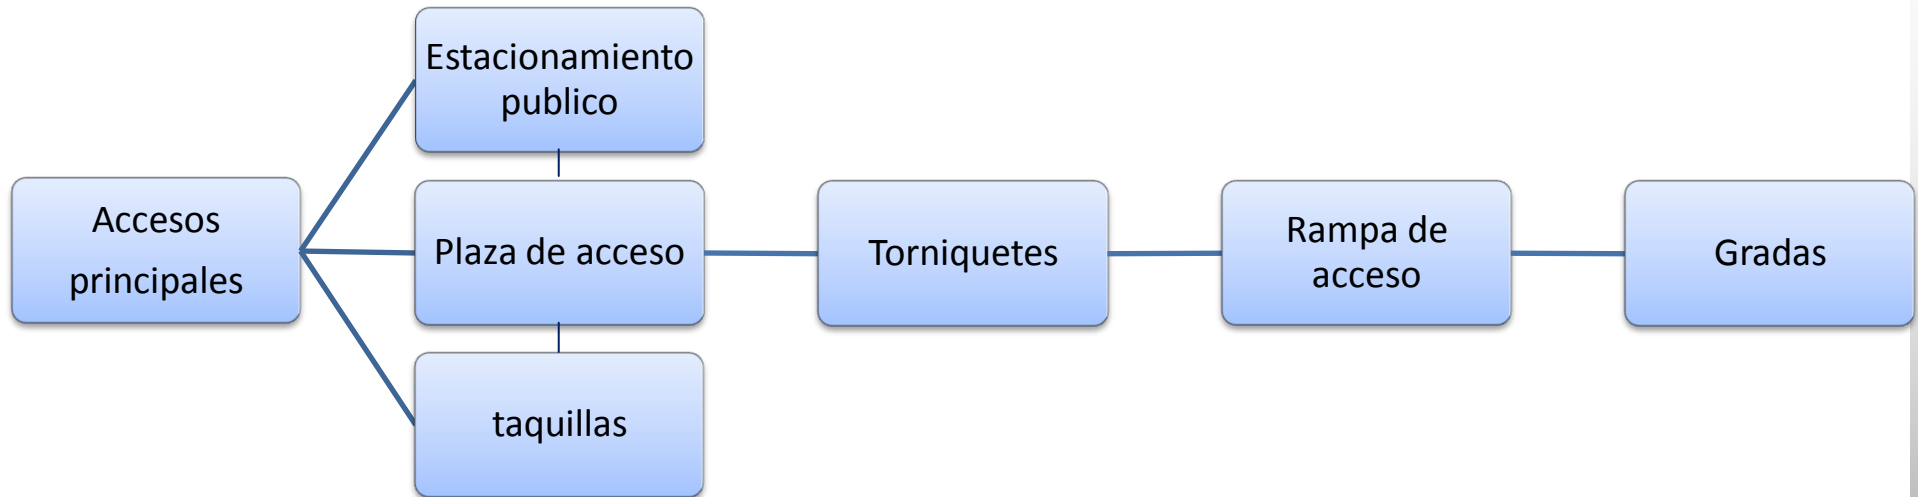 Accesos
principales
Estacionamiento
publico
Plaza de acceso
taquillas
Torniquetes
Rampa de
acceso
Gradas